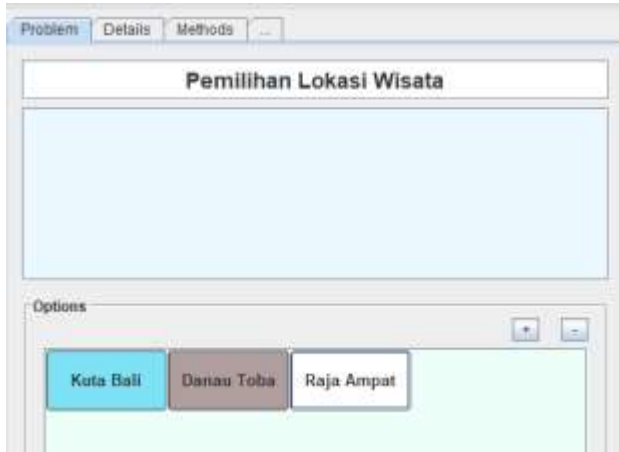 Problem Details Methods ...
Pemilihan Lokasi Wisata
Options
+ -
Kuta Bali Danau Toba Raja Ampat